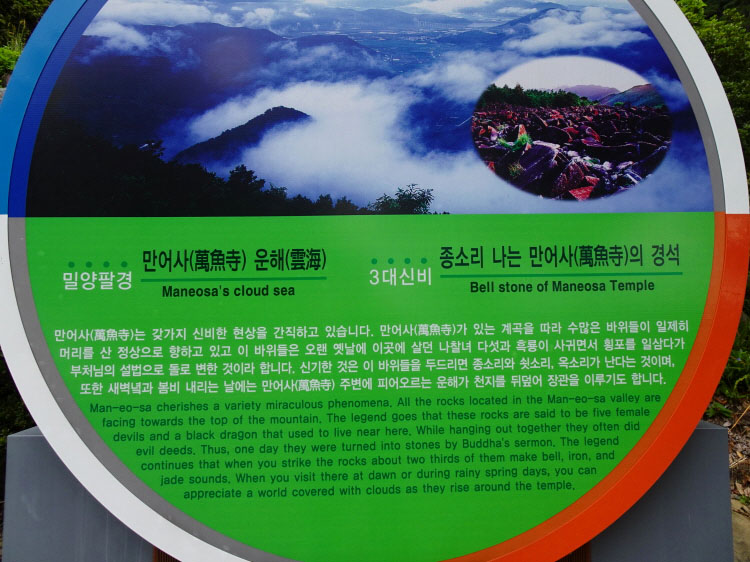 밀양팔경
만어사(萬魚寺) 운해(雲海)
Maneosa's cloud sea
3대신비
종소리 나는 만어사(萬魚寺)의 경석
Bell stone of Maneosa Temple
만어사(萬魚寺)는 갖가지 신비한 현상을 간직하고 있습니다. 만어사(萬魚寺)가 있는 계곡을 따라 수많은 바위들이 일제히
머리를 산 정상으로 향하고 있고 이 바위들은 오랜 옛날에 이곳에 살던 나찰녀 다섯과 흑룡이 사귀면서 횡포를 일삼다가
부처님의 설법으로 돌로 변한 것이라 합니다. 신기한 것은 이 바위들을 두드리면 종소리와 쇳소리, 옥소리가 난다는 것이며,
또한 새벽녘과 봄비 내리는 날에는 만어사(萬魚寺) 주변에 피어오르는 운해가 천지를 뒤덮어 장관을 이루기도 합니다.
Man-eo-sa cherishes a variety miraculous phenomena. All the rocks located in the Man-eo-sa valley are
facing towards the top of the mountain. The legend goes that these rocks are said to be five female
devils and a black dragon that used to live near here. While hanging out together they often did
evil deeds. Thus, one day they were turned into stones by Buddha's sermon. The legend
continues that when you strike the rocks about two thirds of them make bell, iron, and
jade sounds. When you visit there at dawn or during rainy spring days, you can
appreciate a world covered with clouds as they rise around the temple.